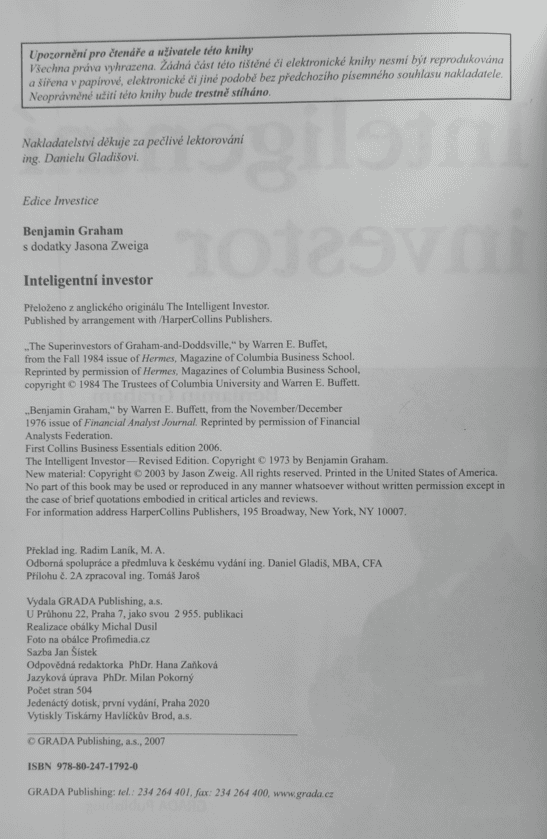 Upozornění pro čtenáře a uživatele této knihy
Všechna práva vyhrazena. Žádná část této tištěné či elektronické knihy nesmí být reprodukována
a šířena v papírové, elektronické či jiné podobě bez předchozího písemného souhlasu nakladatele.
Neoprávněné užití této knihy bude trestně stíháno.
Nakladatelství děkuje za pečlivé lektorování
ing. Danielu Gladišovi.
Edice Investice
Benjamin Graham
s dodatky Jasona Zweiga
Inteligentní investor
Přeloženo z anglického originálu The Intelligent Investor.
Published by arrangement with /HarperCollins Publishers.
„The Superinvestors of Graham-and-Doddsville,“ by Warren E. Buffet,
from the Fall 1984 issue of Hermes, Magazine of Columbia Business School.
Reprinted by permission of Hermes, Magazines of Columbia Business School,
copyright © 1984 The Trustees of Columbia University and Warren E. Buffett.
„Benjamin Graham,“ by Warren E. Buffett, from the November/December
1976 issue of Financial Analyst Journal. Reprinted by permission of Financial
Analysts Federation.
First Collins Business Essentials edition 2006.
The Intelligent Investor — Revised Edition. Copyright © 1973 by Benjamin Graham.
New material: Copyright © 2003 by Jason Zweig. All rights reserved. Printed in the United States of America.
No part of this book may be used or reproduced in any manner whatsoever without written permission except in
the case of brief quotations embodied in critical articles and reviews.
For information address HarperCollins Publishers, 195 Broadway, New York, NY 10007.
Překlad ing. Radim Laník, M. A.
Odborná spolupráce a předmluva k českému vydání ing. Daniel Gladiš, MBA, CFA
Přílohu č. 2A zpracoval ing. Tomáš Jaroš
Vydala GRADA Publishing, a.s.
U Průhonu 22, Praha 7, jako svou 2 955. publikaci
Realizace obálky Michal Dusil
Foto na obálce Profimedia.cz
Sazba Jan Šístek
Odpovědná redaktorka PhDr. Hana Zaňková
Jazyková úprava PhDr. Milan Pokorný
Počet stran 504
Jedenáctý dotisk, první vydání, Praha 2020
Vytiskly Tiskárny Havlíčkův Brod, a.s.
© GRADA Publishing, a.s., 2007
ISBN 978-80-247-1792-0
GRADA Publishing: tel.: 234 264 401, fax: 234 264 400, www.grada.cz